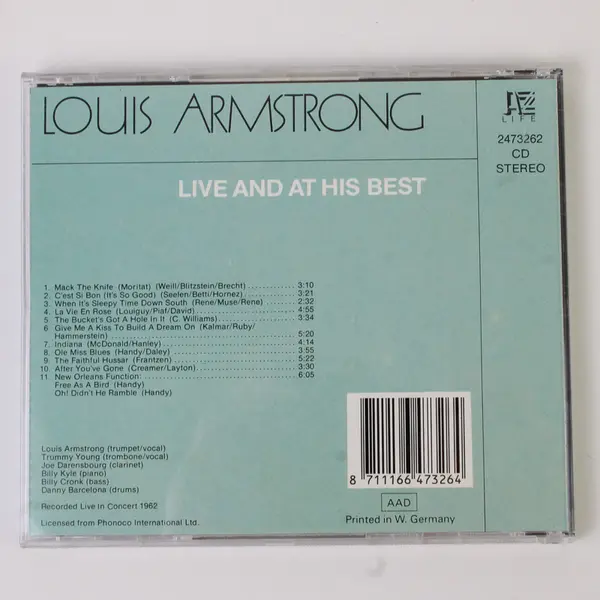 LOUIS ARMSTRONG
LIFE
2473262
CD
STEREO
LIVE AND AT HIS BEST
1. Mack The Knife (Moritat) (Weill/Blitzstein/Brecht) ........... 3:10
2. C'est Si Bon (It's So Good) (Seelen/Betti/Hornez) ........... 3:21
3. When It's Sleepy Time Down South (Rene/Muse/Rene) ..... 2:32
4. La Vie En Rose (Louiguy/Piaf/David) ........... 4:55
5. The Bucket's Got A Hole In It (C. Williams) ........... 3:34
6. Give Me A Kiss To Build A Dream On (Kalmar/Ruby/
Hammerstein) ........... 5:20
7. Indiana (McDonald/Hanley) ........... 4:14
8. Ole Miss Blues (Handy/Daley) ........... 3:55
9. The Faithful Hussar (Frantzen) ........... 5:22
10. After You've Gone (Creamer/Layton) ........... 3:30
11. New Orleans Function: ........... 6:05
Free As A Bird (Handy)
Oh! Didn't He Ramble (Handy)
Louis Armstrong (trumpet/vocal)
Trummy Young (trombone/vocal)
Joe Darensbourg (clarinet)
Billy Kyle (piano)
Billy Cronk (bass)
Danny Barcelona (drums)
Recorded Live In Concert 1962
Licensed from Phonoco International Ltd.
8 711166 473264
AAD
Printed in W. Germany